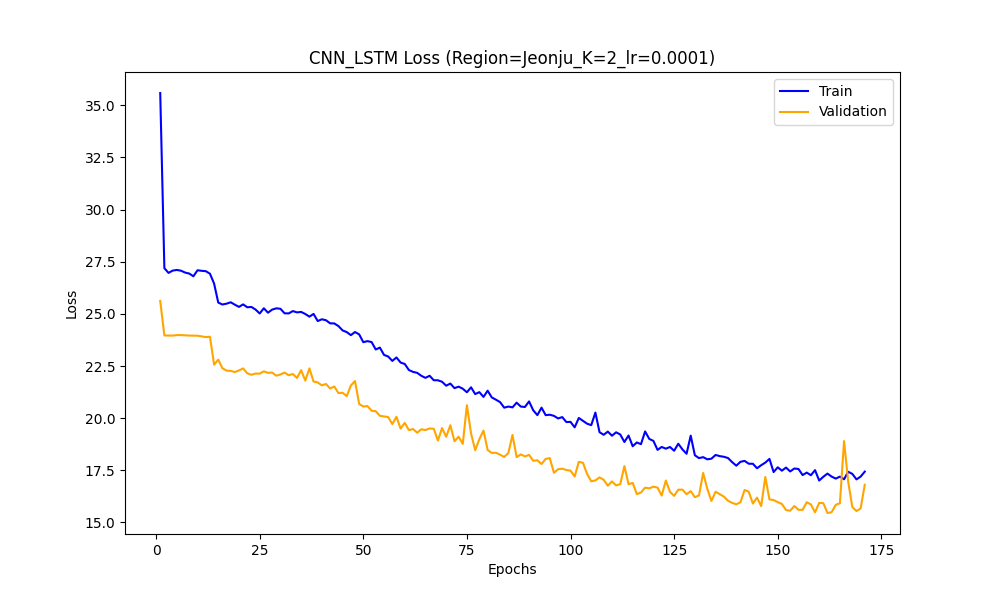 CNN_LSTM Loss (Region=Jeonju_K=2_lr=0.0001)
Train
Validation
35.0
32.5
30.0
27.5
25.0
22.5
20.0
17.5
15.0
Loss
0 25 50 75 100 125 150 175
Epochs